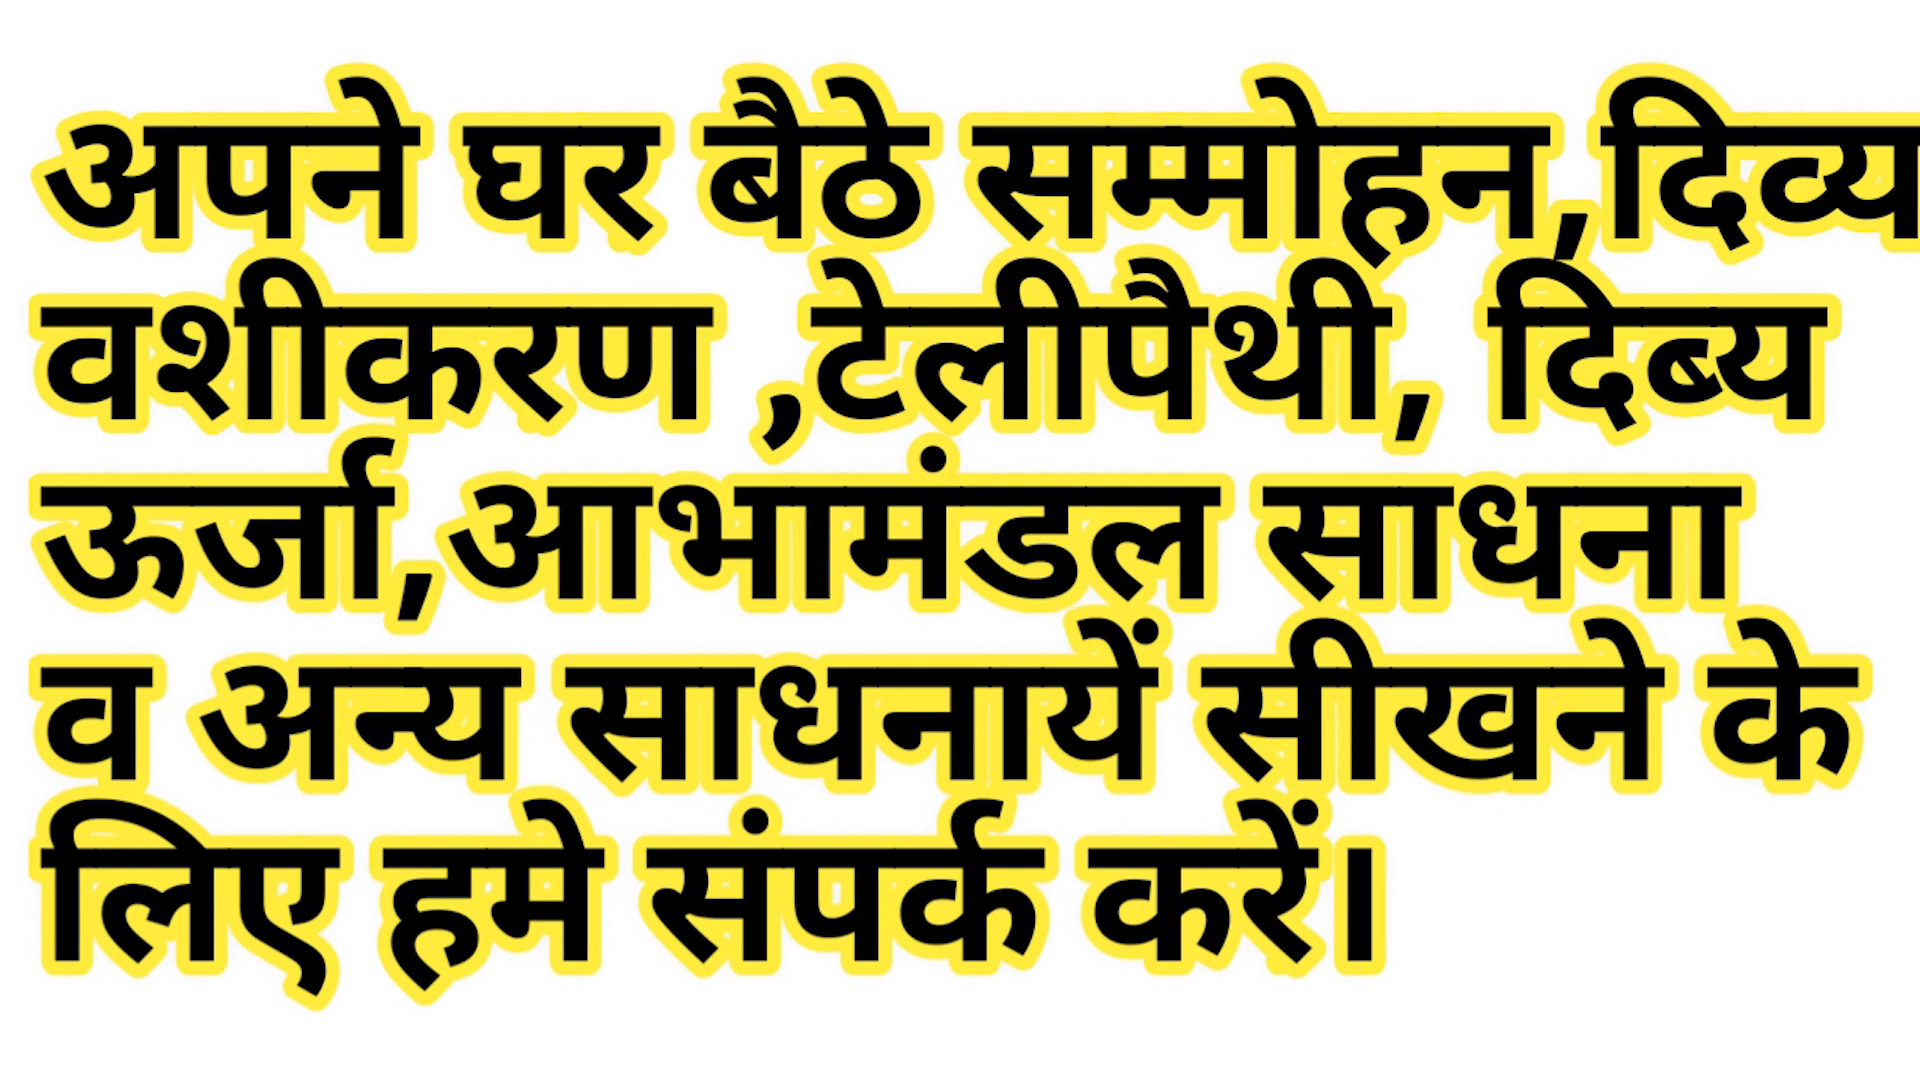 अपने घर बैठे सम्मोहन,दिव्य
वशीकरण ,टेलीपैथी, दिब्य
ऊर्जा,आभामंडल साधना
व अन्य साधनायें सीखने के
लिए हमे संपर्क करें।